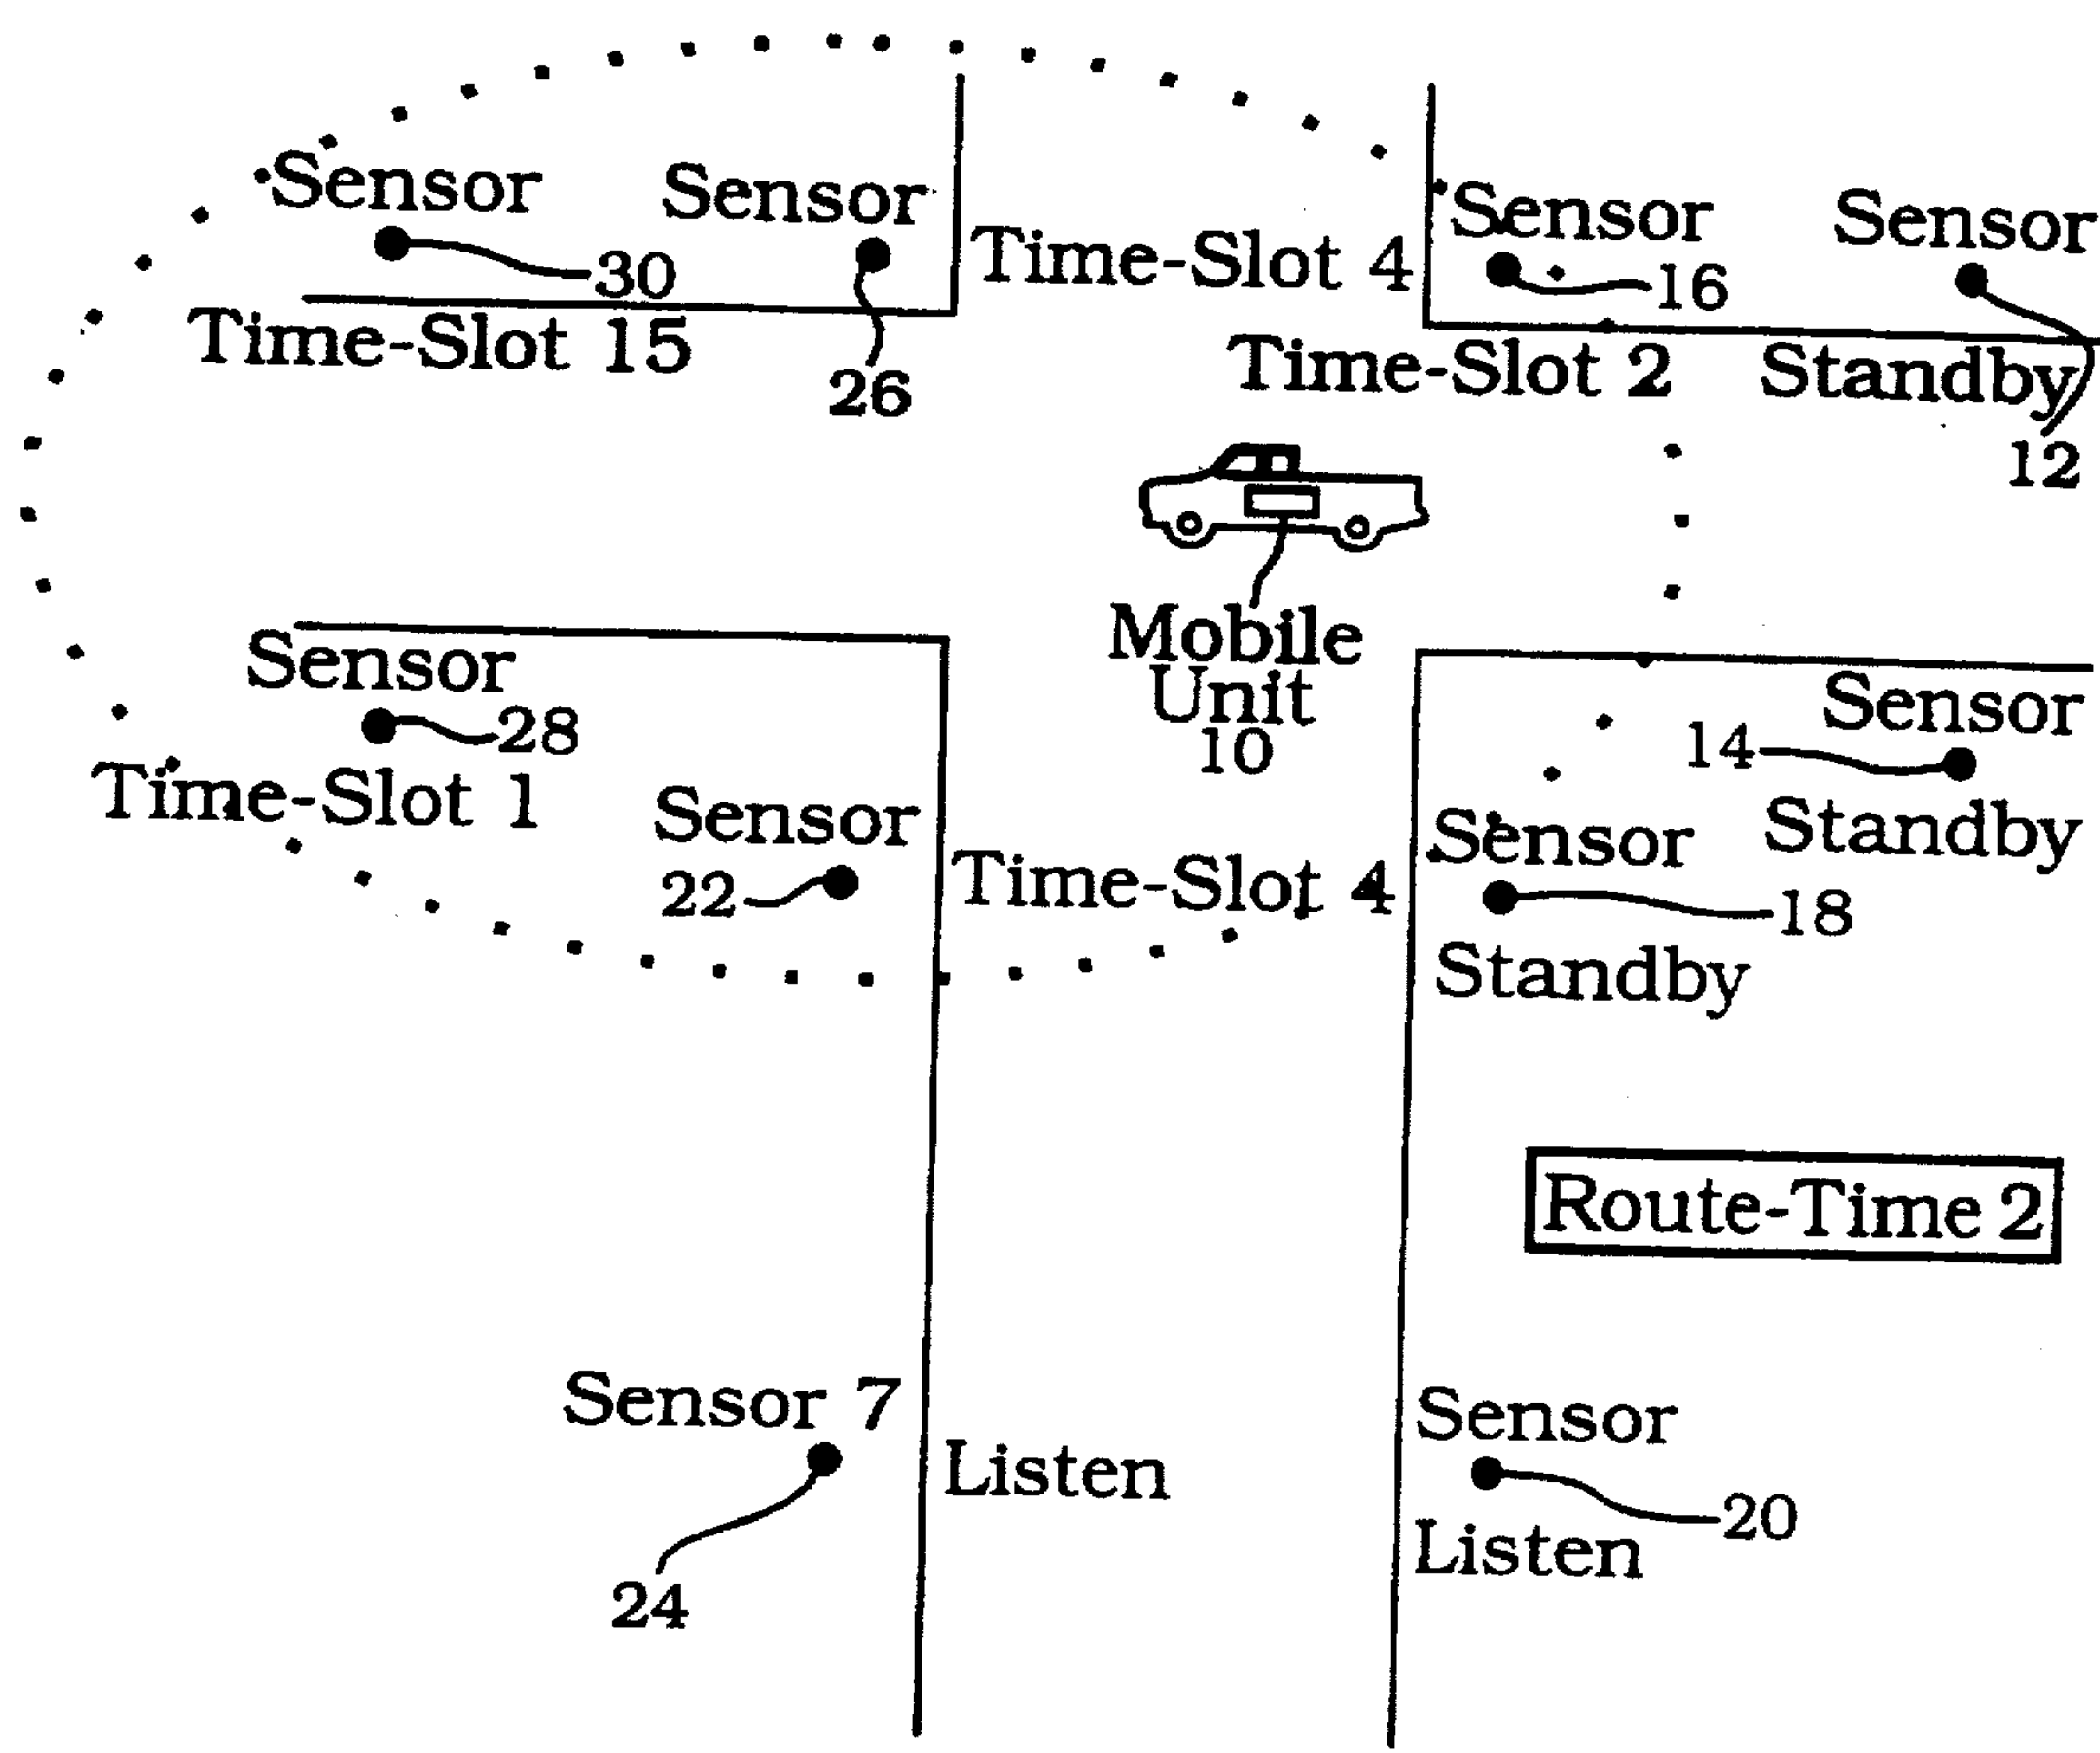 Sensor
Sensor
Sensor
Sensor
30
Time-Slot 4
16
Time-Slot 15
26
Time-Slot 2
Standby
12
Mobile
Unit
10
Sensor
28
Time-Slot 1
Sensor
14
Standby
Sensor
22
Time-Slot 4
Sensor
18
Standby
Route-Time 2
Sensor 7
Listen
24
Sensor
20
Listen